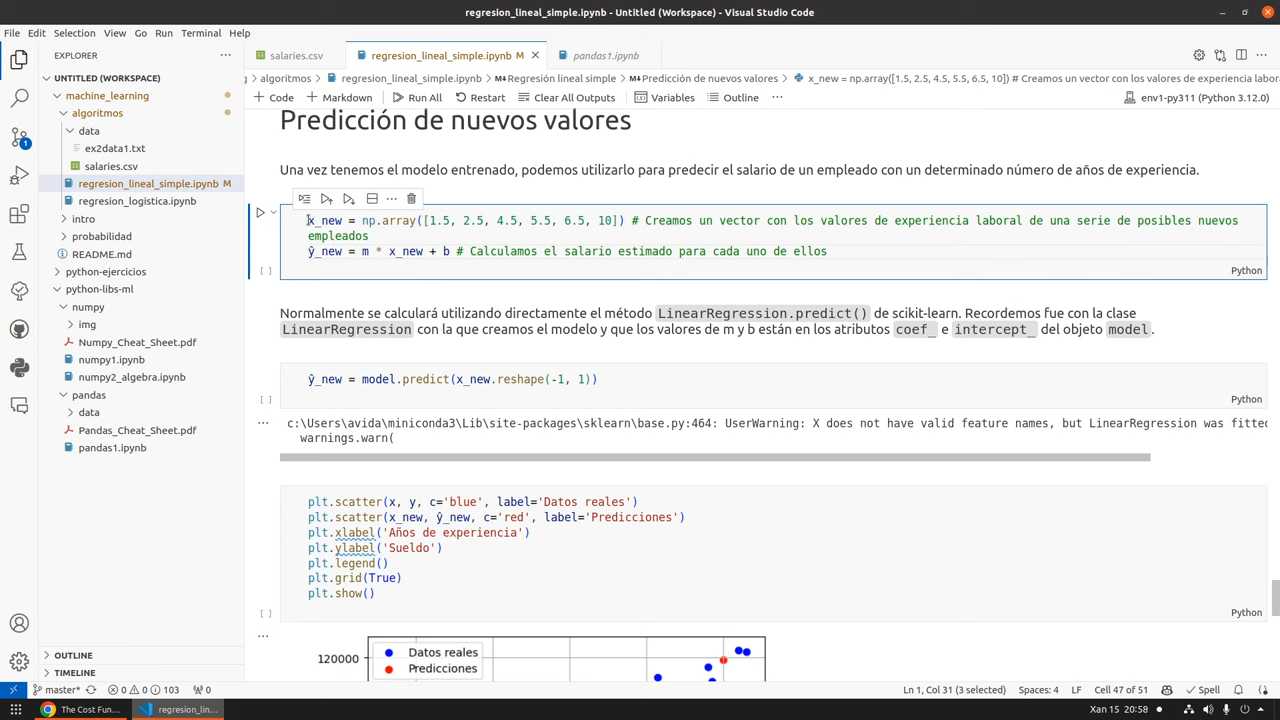 regresion_lineal_simple.ipynb - Untitled (Workspace) - Visual Studio Code
File Edit Selection View Go Run Terminal Help
EXPLORER
UNTITLED (WORKSPACE)
machine_learning
algoritmos
data
ex2data1.txt
salaries.csv
regresion_lineal_simple.ipynb M
regresion_logistica.ipynb
intro
probabilidad
README.md
python-ejercicios
python-libs-ml
numpy
img
Numpy_Cheat_Sheet.pdf
numpy1.ipynb
numpy2_algebra.ipynb
pandas
data
Pandas_Cheat_Sheet.pdf
pandas1.ipynb
OUTLINE
TIMELINE
salaries.csv regresion_lineal_simple.ipynb M pandas1.ipynb
algoritmos > regresion_lineal_simple.ipynb > M↓Regresión lineal simple > M↓Predicción de nuevos valores > x_new = np.array([1.5, 2.5, 4.5, 5.5, 6.5, 10]) # Creamos un vector con los valores de experiencia labora
Code Markdown Run All Restart Clear All Outputs Variables Outline env1-py311 (Python 3.12.0)
Predicción de nuevos valores
Una vez tenemos el modelo entrenado, podemos utilizarlo para predecir el salario de un empleado con un determinado número de años de experiencia.
x_new = np.array([1.5, 2.5, 4.5, 5.5, 6.5, 10]) # Creamos un vector con los valores de experiencia laboral de una serie de posibles nuevos
empleados
ŷ_new = m * x_new + b # Calculamos el salario estimado para cada uno de ellos
[ ] Python
Normalmente se calculará utilizando directamente el método LinearRegression.predict() de scikit-learn. Recordemos fue con la clase
LinearRegression con la que creamos el modelo y que los valores de m y b están en los atributos coef_ e intercept_ del objeto model.
ŷ_new = model.predict(x_new.reshape(-1, 1))
[ ] Python
c:\Users\avida\miniconda3\Lib\site-packages\sklearn\base.py:464: UserWarning: X does not have valid feature names, but LinearRegression was fitte
warnings.warn(
plt.scatter(x, y, c='blue', label='Datos reales')
plt.scatter(x_new, ŷ_new, c='red', label='Predicciones')
plt.xlabel('Años de experiencia')
plt.ylabel('Sueldo')
plt.legend()
plt.grid(True)
plt.show()
[ ] Python
Datos reales
Predicciones
120000
master* 0 0 103 0 Ln 1, Col 31 (3 selected) Spaces: 4 LF Cell 47 of 51 Spell
The Cost Fun... regresion_lin... Xan 15 20:58